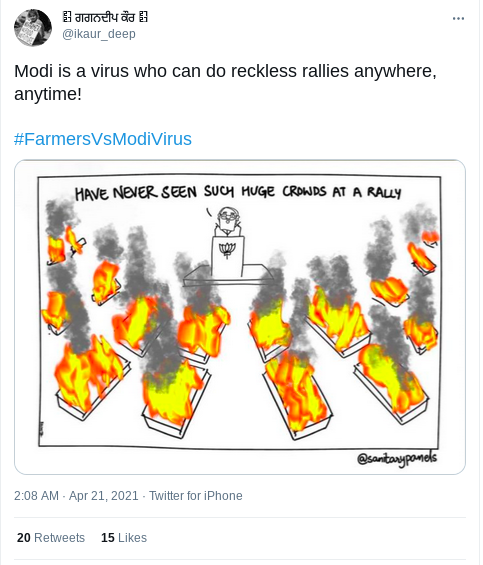 ਗਗਨਦੀਪ ਕੌਰ
@ikaur_deep
Modi is a virus who can do reckless rallies anywhere,
anytime!
#FarmersVsModiVirus
HAVE NEVER SEEN SUCH HUGE CROWDS AT A RALLY
@sanitarypanels
2:08 AM · Apr 21, 2021 · Twitter for iPhone
20 Retweets 15 Likes